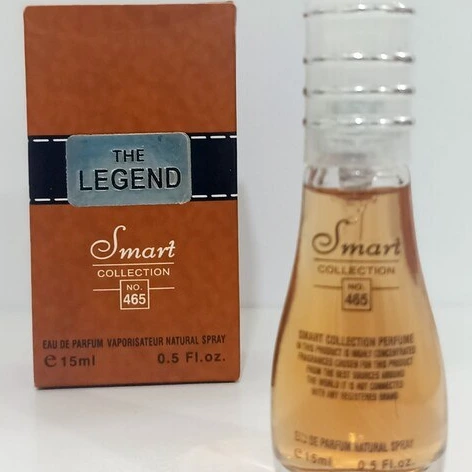 THE
LEGEND
Smart
COLLECTION
NO.
465
EAU DE PARFUM VAPORISATEUR NATURAL SPRAY
℮15ml 0.5 Fl.oz.
Smart
COLLECTION
NO.
465
SMART COLLECTION PERFUME
IN THIS PRODUCT IS HIGHLY CONCENTRATED
FRAGRANCES CHOSEN FOR THIS PRODUCT
FROM THE BEST SOURCES AROUND
THE WORLD IT IS NOT CONNECTED
WITH ANY REGISTERED BRAND
EAU DE PARFUM NATURAL SPRAY
℮15ml 0.5 Fl.oz.